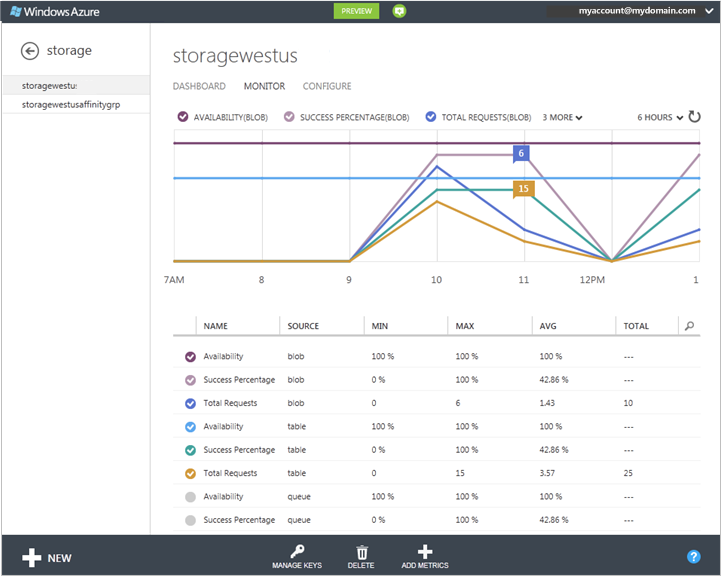 Windows Azure PREVIEW myaccount@mydomain.com
storage
storagewestus
storagewestusaffinitygrp
storagewestus
DASHBOARD MONITOR CONFIGURE
AVAILABILITY(BLOB) SUCCESS PERCENTAGE(BLOB) TOTAL REQUESTS(BLOB) 3 MORE 6 HOURS
6
15
7AM 8 9 10 11 12PM 1
NAME SOURCE MIN MAX AVG TOTAL
Availability blob 100 % 100 % 100 % ---
Success Percentage blob 0 % 100 % 42.86 % ---
Total Requests blob 0 6 1.43 10
Availability table 100 % 100 % 100 % ---
Success Percentage table 0 % 100 % 42.86 % ---
Total Requests table 0 15 3.57 25
Availability queue 100 % 100 % 100 % ---
Success Percentage queue 0 % 100 % 42.86 % ---
NEW MANAGE KEYS DELETE ADD METRICS ?